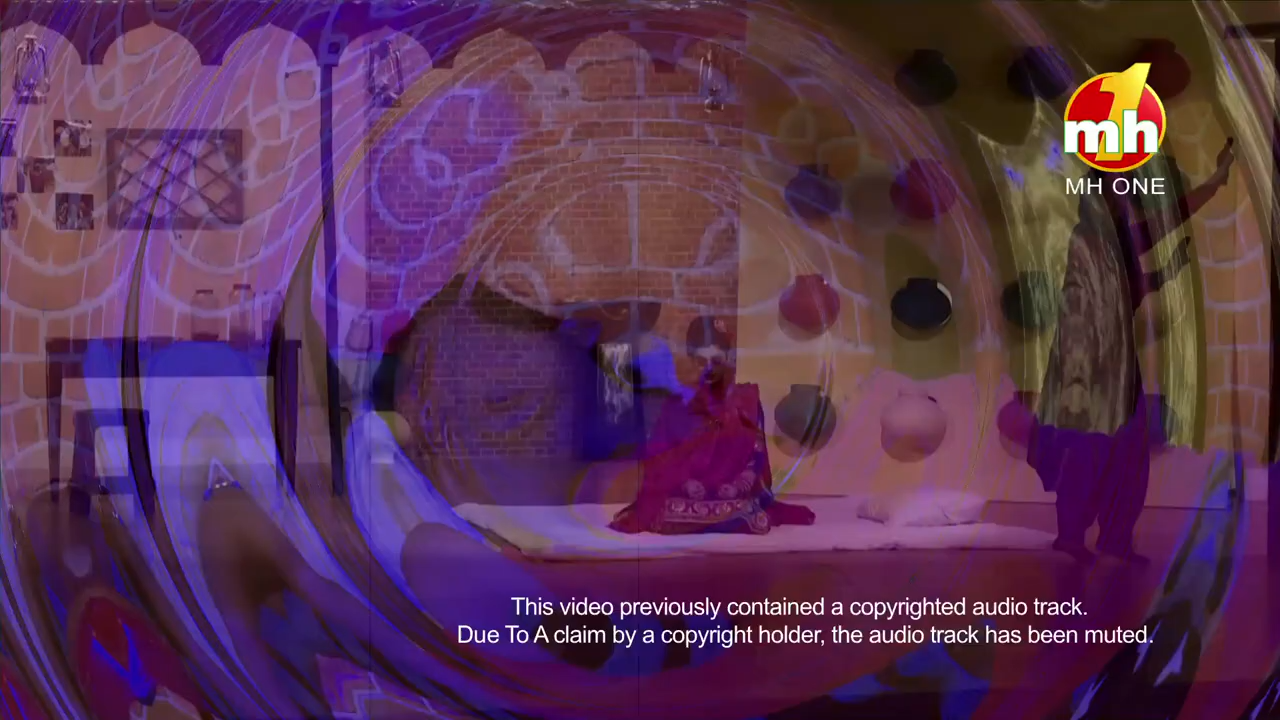 1
mh
MH ONE
This video previously contained a copyrighted audio track.
Due To A claim by a copyright holder, the audio track has been muted.